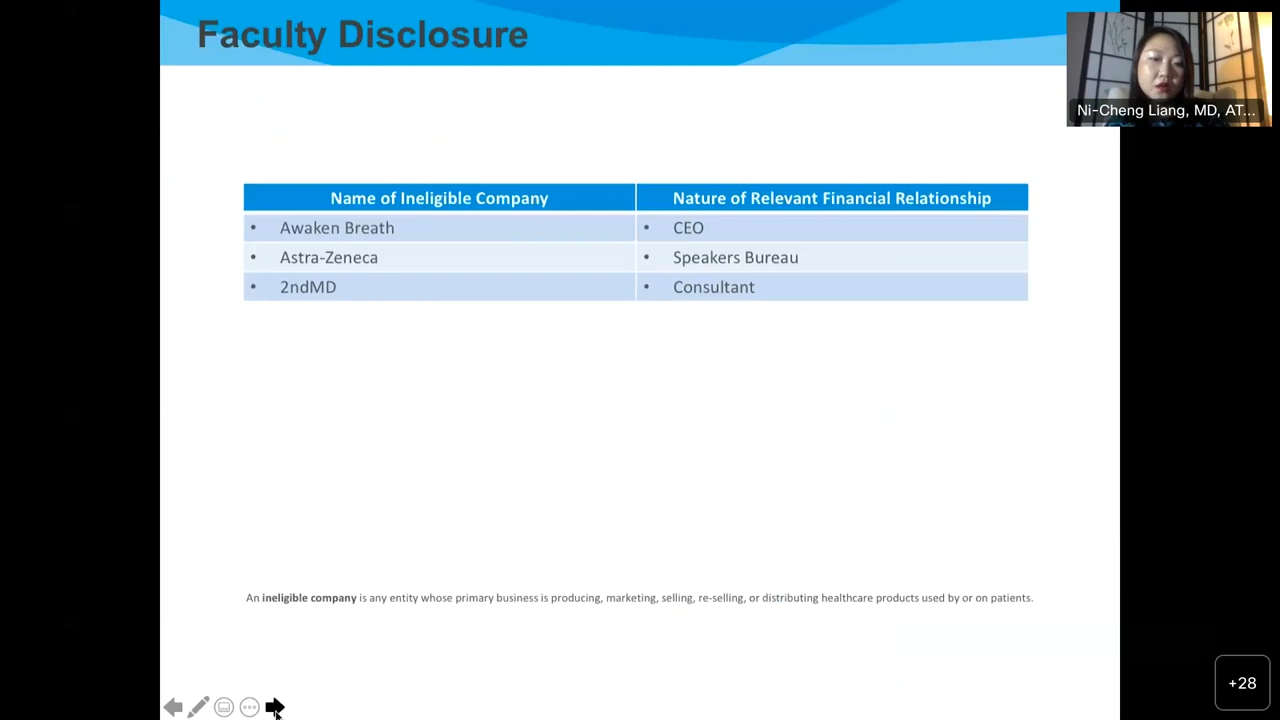 Faculty Disclosure
Ni-Cheng Liang, MD, AT...
Name of Ineligible Company Nature of Relevant Financial Relationship
• Awaken Breath • CEO
• Astra-Zeneca • Speakers Bureau
• 2ndMD • Consultant
An ineligible company is any entity whose primary business is producing, marketing, selling, re-selling, or distributing healthcare products used by or on patients.
+28